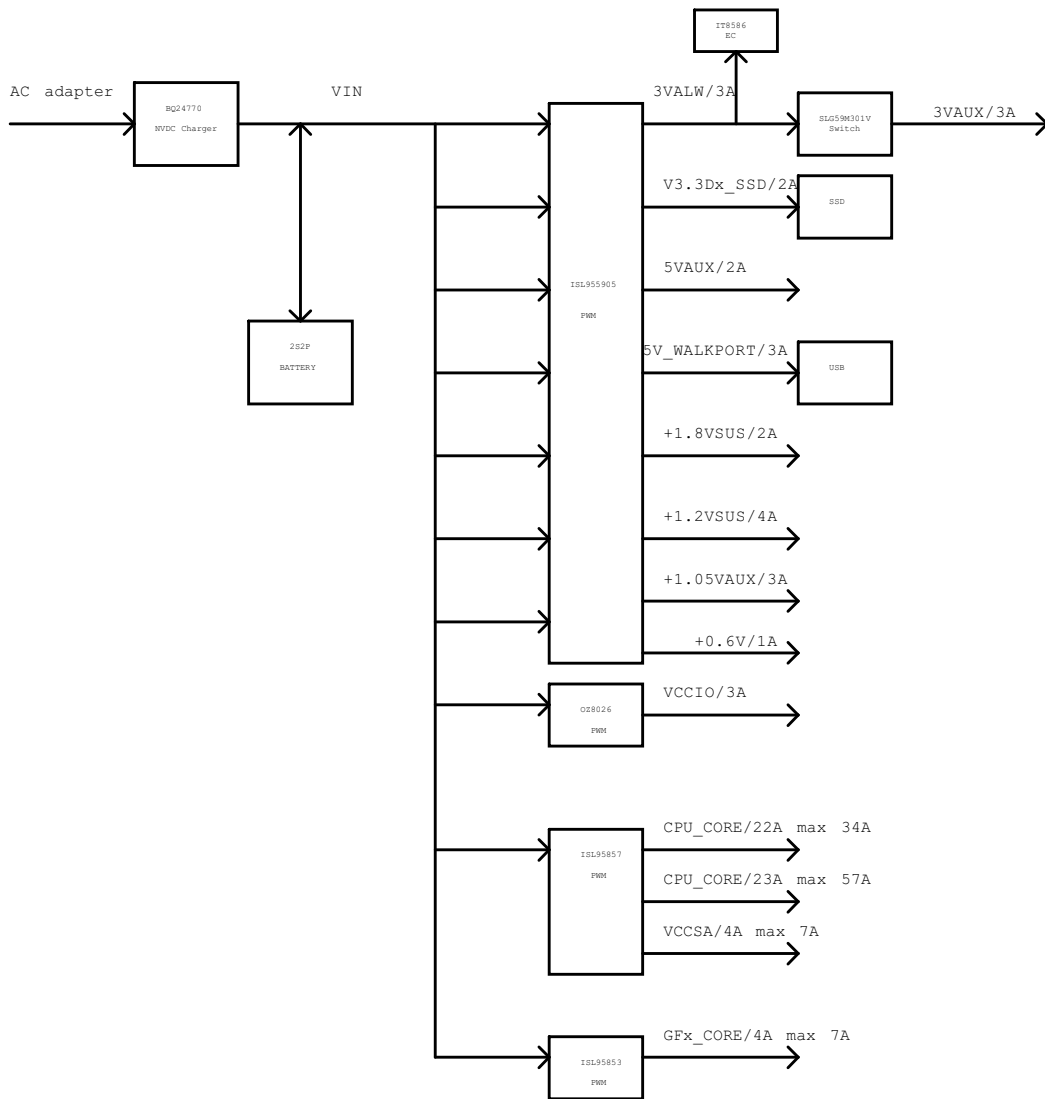 IT8586
EC
AC adapter
BQ24770
NVDC Charger
VIN
3VALW/3A
SLG59M301V
Switch
3VAUX/3A
V3.3Dx_SSD/2A
SSD
ISL955905
PWM
5VAUX/2A
2S2P
BATTERY
5V_WALKPORT/3A
USB
+1.8VSUS/2A
+1.2VSUS/4A
+1.05VAUX/3A
+0.6V/1A
OZ8026
PWM
VCCIO/3A
ISL95857
PWM
CPU_CORE/22A max 34A
CPU_CORE/23A max 57A
VCCSA/4A max 7A
ISL95853
PWM
GFx_CORE/4A max 7A